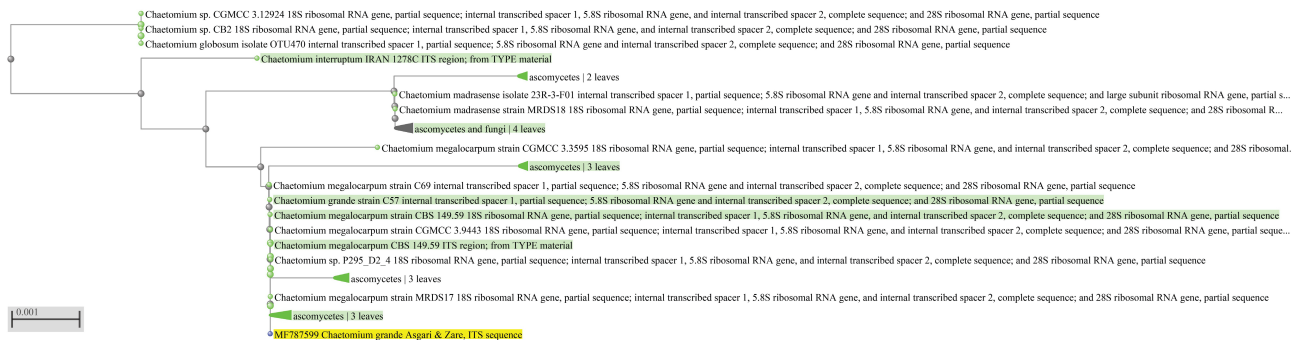 Chaetomium sp. CGMCC 3.12924 18S ribosomal RNA gene, partial sequence; internal transcribed spacer 1, 5.8S ribosomal RNA gene, and internal transcribed spacer 2, complete sequence; and 28S ribosomal RNA gene, partial sequence
Chaetomium sp. CB2 18S ribosomal RNA gene, partial sequence; internal transcribed spacer 1, 5.8S ribosomal RNA gene, and internal transcribed spacer 2, complete sequence; and 28S ribosomal RNA gene, partial sequence
Chaetomium globosum isolate OTU470 internal transcribed spacer 1, partial sequence; 5.8S ribosomal RNA gene and internal transcribed spacer 2, complete sequence; and 28S ribosomal RNA gene, partial sequence
Chaetomium interruptum IRAN 1278C ITS region; from TYPE material
ascomycetes | 2 leaves
Chaetomium madrasense isolate 23R-3-F01 internal transcribed spacer 1, partial sequence; 5.8S ribosomal RNA gene and internal transcribed spacer 2, complete sequence; and large subunit ribosomal RNA gene, partial s...
Chaetomium madrasense strain MRDS18 18S ribosomal RNA gene, partial sequence; internal transcribed spacer 1, 5.8S ribosomal RNA gene, and internal transcribed spacer 2, complete sequence; and 28S ribosomal R...
ascomycetes and fungi | 4 leaves
Chaetomium megalocarpum strain CGMCC 3.3595 18S ribosomal RNA gene, partial sequence; internal transcribed spacer 1, 5.8S ribosomal RNA gene, and internal transcribed spacer 2, complete sequence; and 28S ribosomal.
ascomycetes | 3 leaves
Chaetomium megalocarpum strain C69 internal transcribed spacer 1, partial sequence; 5.8S ribosomal RNA gene and internal transcribed spacer 2, complete sequence; and 28S ribosomal RNA gene, partial sequence
Chaetomium grande strain C57 internal transcribed spacer 1, partial sequence; 5.8S ribosomal RNA gene and internal transcribed spacer 2, complete sequence; and 28S ribosomal RNA gene, partial sequence
Chaetomium megalocarpum strain CBS 149.59 18S ribosomal RNA gene, partial sequence; internal transcribed spacer 1, 5.8S ribosomal RNA gene, and internal transcribed spacer 2, complete sequence; and 28S ribosomal RNA gene, partial sequence
Chaetomium megalocarpum strain CGMCC 3.9443 18S ribosomal RNA gene, partial sequence; internal transcribed spacer 1, 5.8S ribosomal RNA gene, and internal transcribed spacer 2, complete sequence; and 28S ribosomal RNA gene, partial seque...
Chaetomium megalocarpum CBS 149.59 ITS region; from TYPE material
Chaetomium sp. P295_D2_4 18S ribosomal RNA gene, partial sequence; internal transcribed spacer 1, 5.8S ribosomal RNA gene, and internal transcribed spacer 2, complete sequence; and 28S ribosomal RNA gene, partial sequence
ascomycetes | 3 leaves
Chaetomium megalocarpum strain MRDS17 18S ribosomal RNA gene, partial sequence; internal transcribed spacer 1, 5.8S ribosomal RNA gene, and internal transcribed spacer 2, complete sequence; and 28S ribosomal RNA gene, partial sequence
0.001
ascomycetes | 3 leaves
MF787599 Chaetomium grande Asgari & Zare, ITS sequence